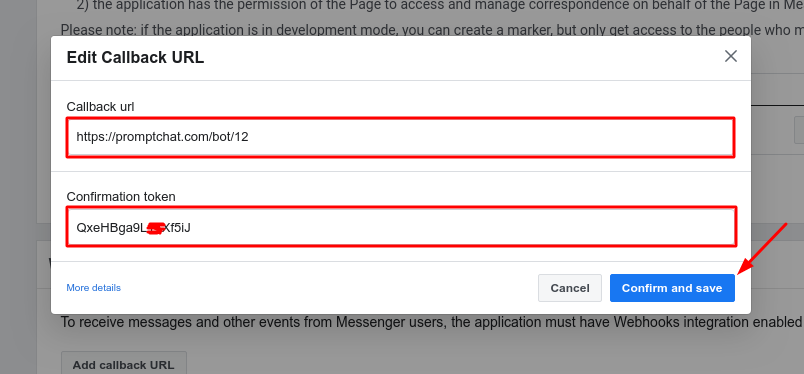 2) the application has the permission of the Page to access and manage correspondence on behalf of the Page in Me
Please note: if the application is in development mode, you can create a marker, but only get access to the people who m
Edit Callback URL
Callback url
https://promptchat.com/bot/12
Confirmation token
QxeHBga9L Xf5iJ
More details
Cancel
Confirm and save
To receive messages and other events from Messenger users, the application must have Webhooks integration enabled
Add callback URL